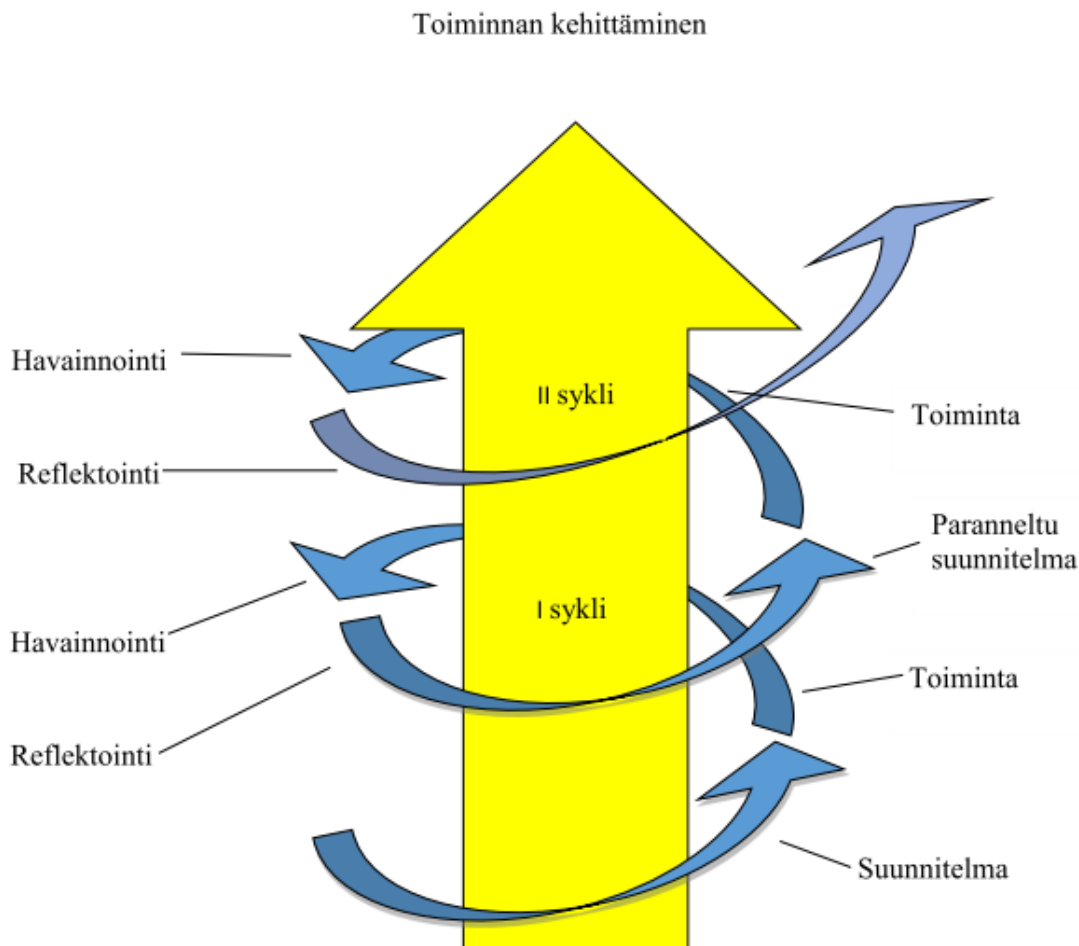 Toiminnan kehittäminen
Havainnointi
II sykli
Toiminta
Reflektointi
Paranneltu
suunnitelma
I sykli
Havainnointi
Toiminta
Reflektointi
Suunnitelma